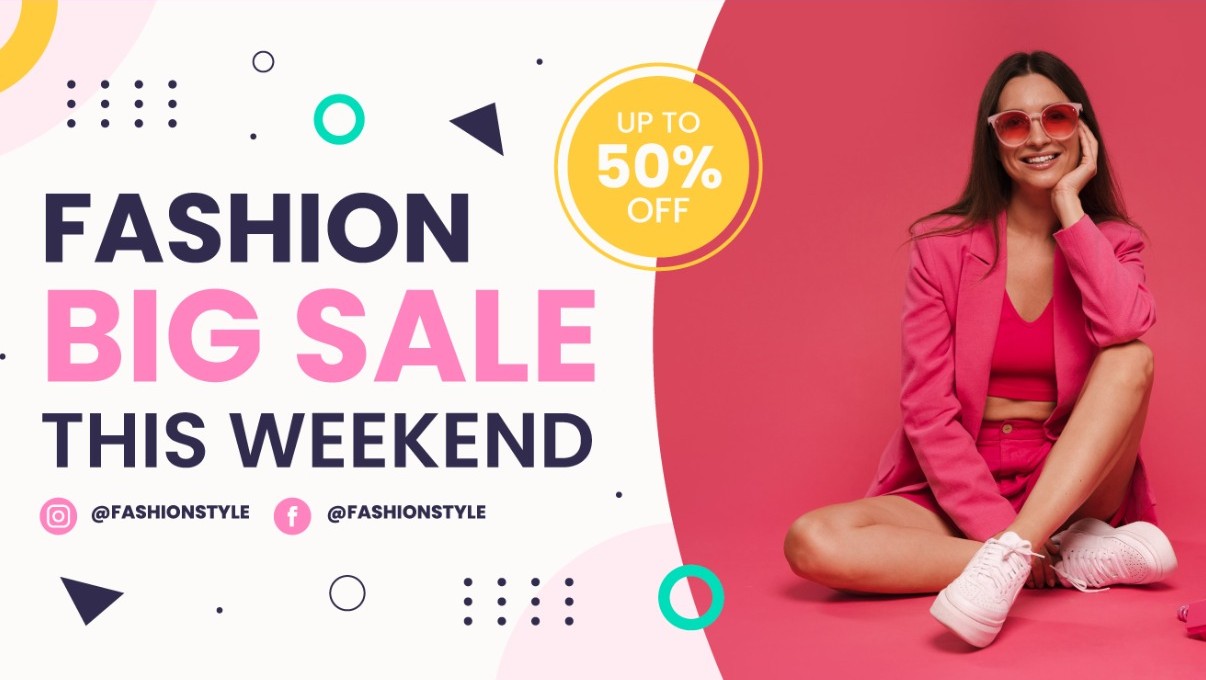 UP TO
50%
OFF
FASHION
BIG SALE
THIS WEEKEND
@FASHIONSTYLE @FASHIONSTYLE